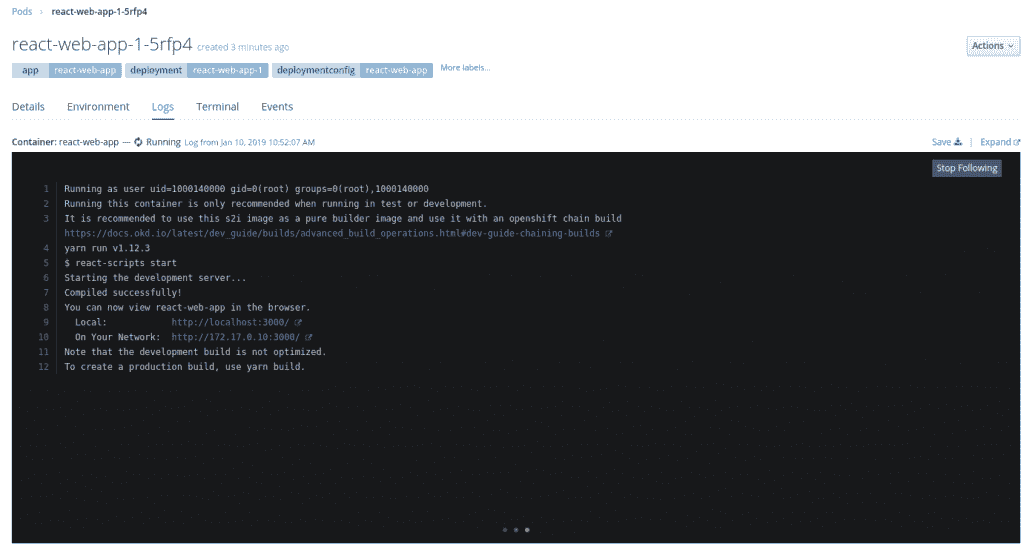 Pods › react-web-app-1-5rfp4
react-web-app-1-5rfp4 created 3 minutes ago
Actions
app react-web-app deployment react-web-app-1 deploymentconfig react-web-app More labels...
Details Environment Logs Terminal Events
Container: react-web-app — Running Log from Jan 10, 2019 10:52:07 AM Save | Expand
Stop Following
1 Running as user uid=1000140000 gid=0(root) groups=0(root),1000140000
2 Running this container is only recommended when running in test or development.
3 It is recommended to use this s2i image as a pure builder image and use it with an openshift chain build
https://docs.okd.io/latest/dev_guide/builds/advanced_build_operations.html#dev-guide-chaining-builds
4 yarn run v1.12.3
5 $ react-scripts start
6 Starting the development server...
7 Compiled successfully!
8 You can now view react-web-app in the browser.
9 Local: http://localhost:3000/
10 On Your Network: http://172.17.0.10:3000/
11 Note that the development build is not optimized.
12 To create a production build, use yarn build.